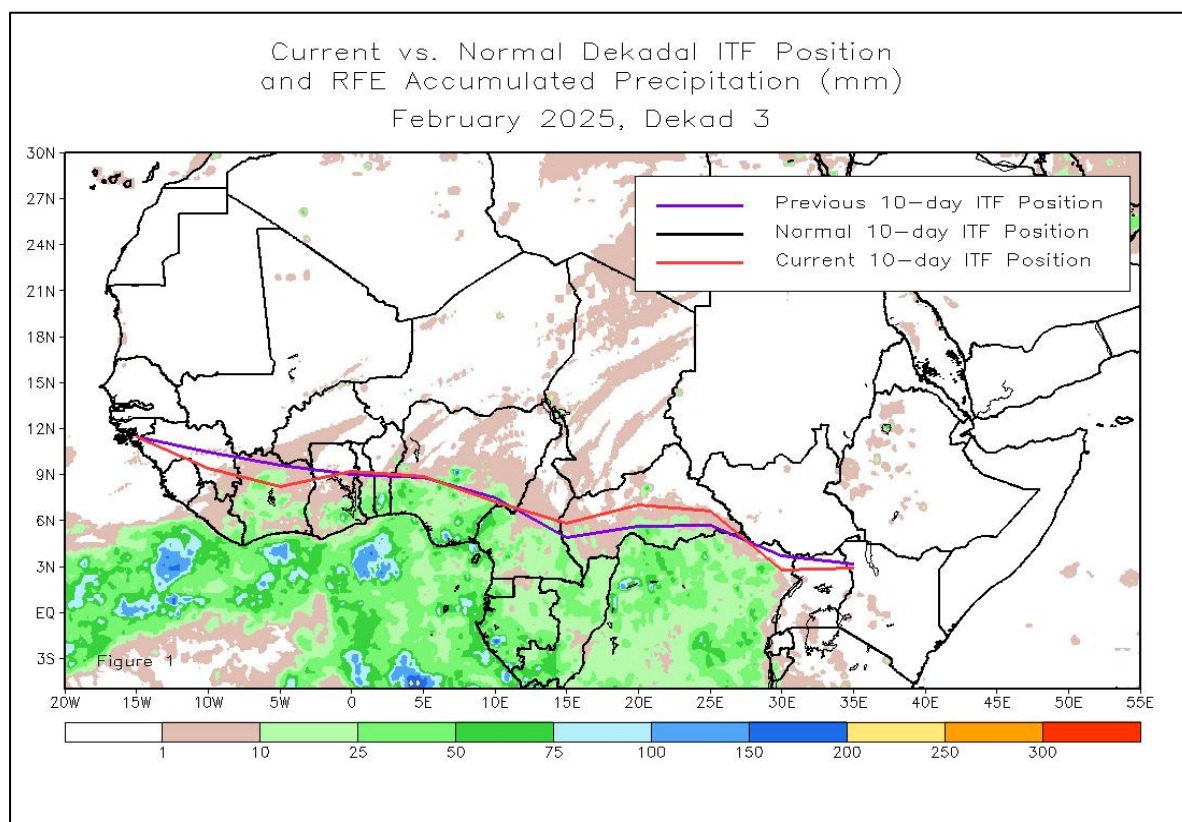 Current vs. Normal Dekadal ITF Position
and RFE Accumulated Precipitation (mm)
February 2025, Dekad 3
30N
27N
24N
21N
18N
15N
12N
9N
6N
3N
EQ
3S
Previous 10-day ITF Position
Normal 10-day ITF Position
Current 10-day ITF Position
Figure 1
20W 15W 10W 5W 0 5E 10E 15E 20E 25E 30E 35E 40E 45E 50E 55E
1 10 25 50 75 100 150 200 250 300